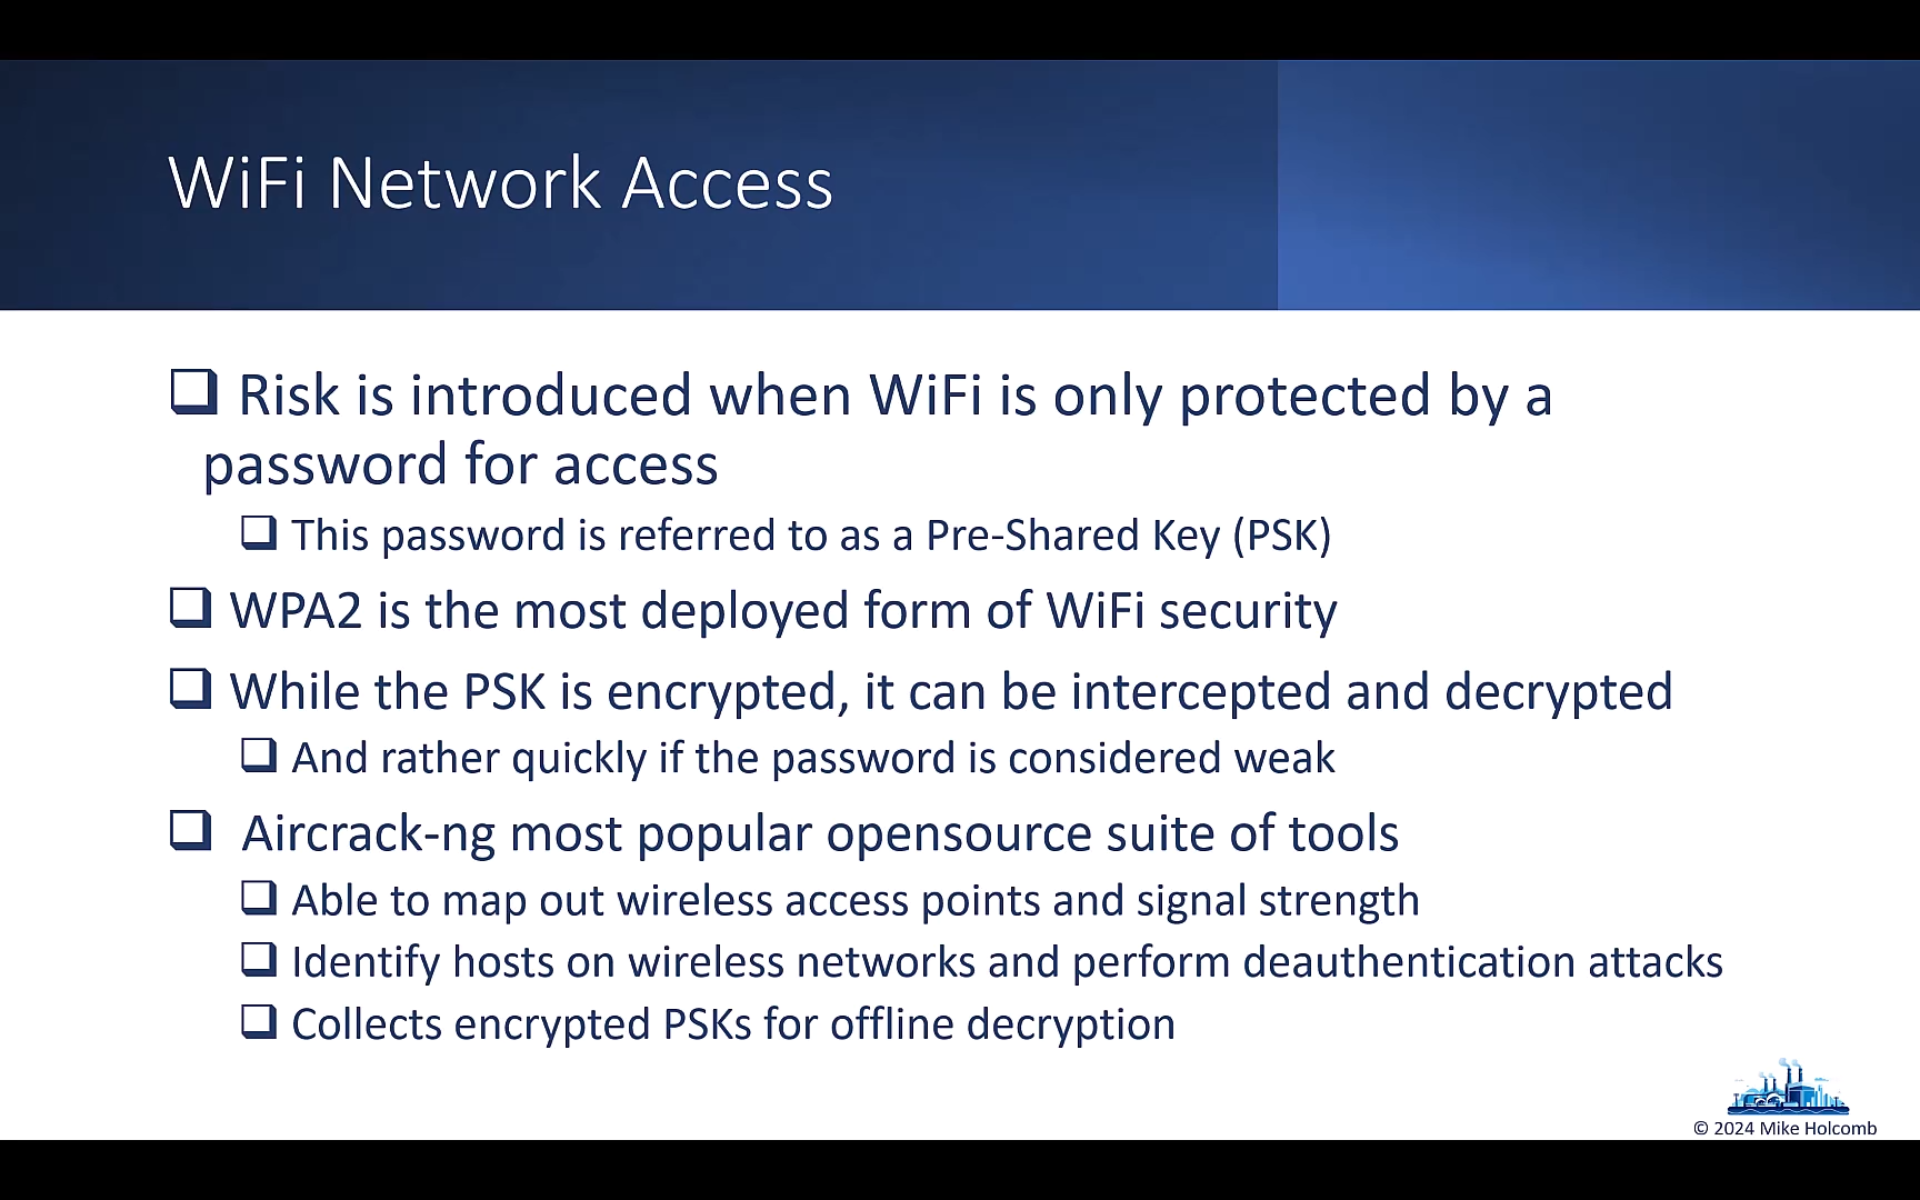 WiFi Network Access
Risk is introduced when WiFi is only protected by a
password for access
This password is referred to as a Pre-Shared Key (PSK)
WPA2 is the most deployed form of WiFi security
While the PSK is encrypted, it can be intercepted and decrypted
And rather quickly if the password is considered weak
Aircrack-ng most popular opensource suite of tools
Able to map out wireless access points and signal strength
Identify hosts on wireless networks and perform deauthentication attacks
Collects encrypted PSKs for offline decryption
© 2024 Mike Holcomb